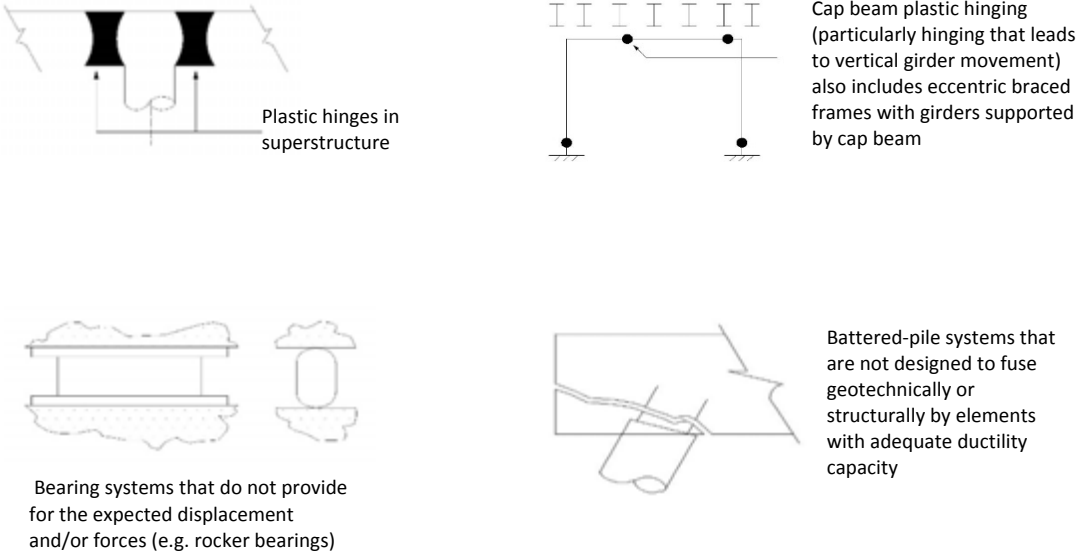 Plastic hinges in
superstructure
Cap beam plastic hinging
(particularly hinging that leads
to vertical girder movement)
also includes eccentric braced
frames with girders supported
by cap beam
Bearing systems that do not provide
for the expected displacement
and/or forces (e.g. rocker bearings)
Battered-pile systems that
are not designed to fuse
geotechnically or
structurally by elements
with adequate ductility
capacity